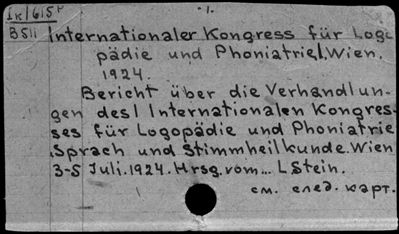 1k/615 P
- 1.
B511 Internationaler Kongress für Logo
pädie und Phoniatrie, I, Wien.
1924.
Bericht über die Verhandlun-
gen des I Internationalen Kongres-
ses für Logopädie und Phoniatrie
Sprach und Stimmheilkunde. Wien
3-5 Juli. 1924. Hrsg. vom... L Stein.
см. след. карт.